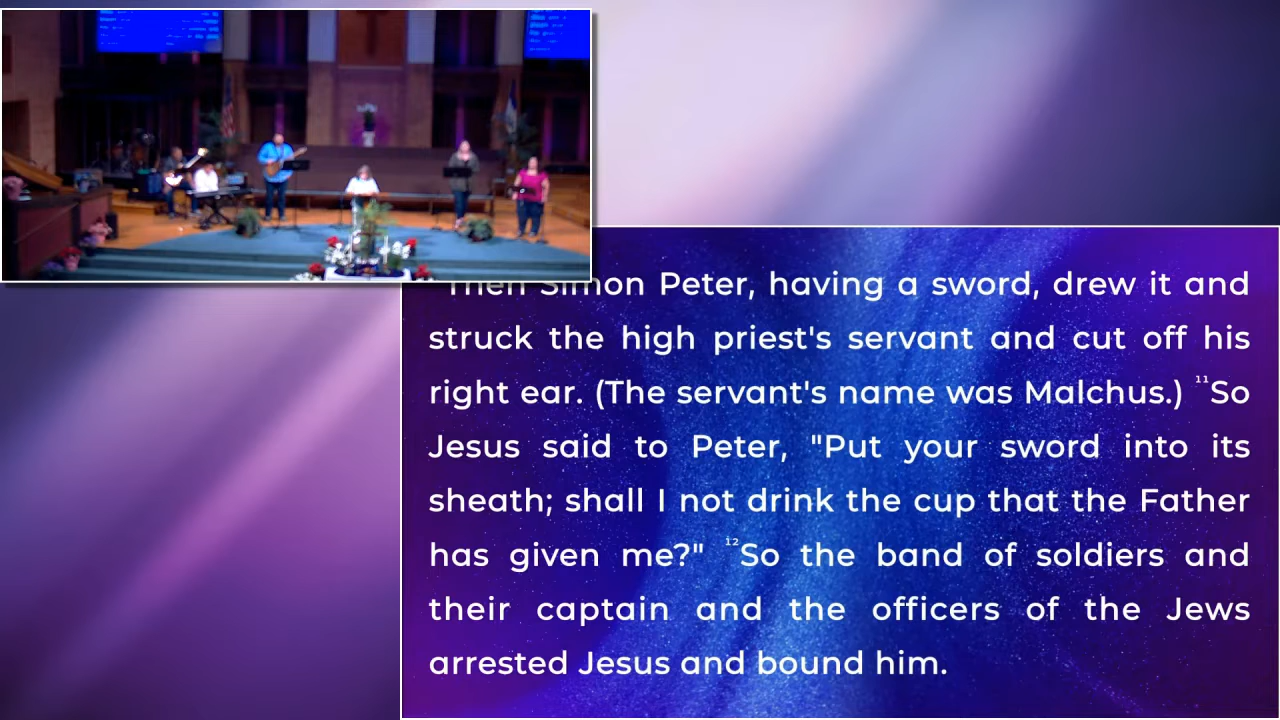 Then Simon Peter, having a sword, drew it and
struck the high priest's servant and cut off his
right ear. (The servant's name was Malchus.) ¹¹So
Jesus said to Peter, "Put your sword into its
sheath; shall I not drink the cup that the Father
has given me?" ¹²So the band of soldiers and
their captain and the officers of the Jews
arrested Jesus and bound him.